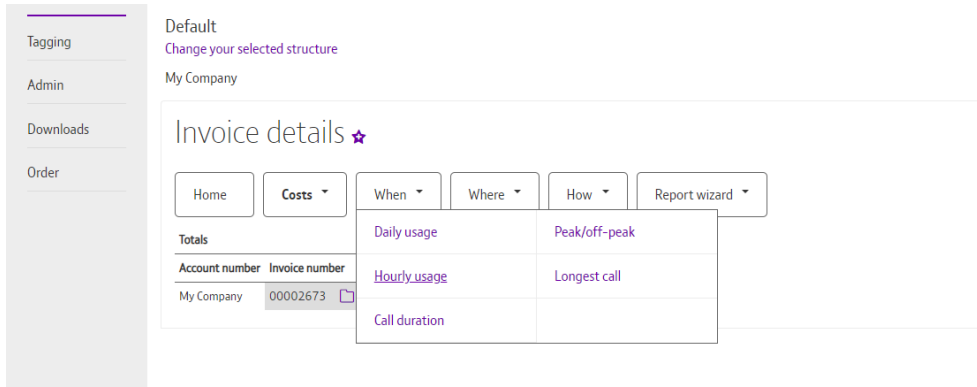 Tagging
Admin
Downloads
Order
Default
Change your selected structure
My Company
Invoice details
Home Costs When Where How Report wizard
Daily usage Peak/off-peak
Hourly usage Longest call
Call duration
Totals
Account number Invoice number
My Company 00002673